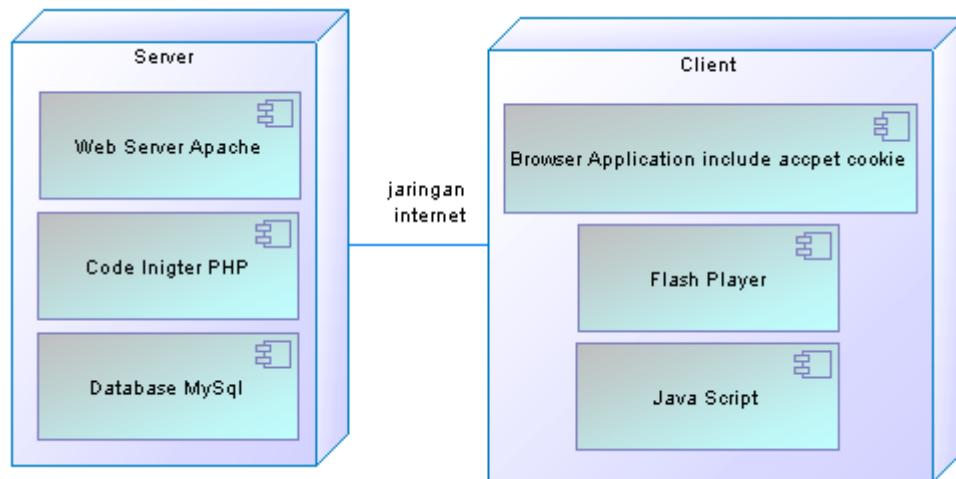 Server
Web Server Apache
Code Inigter PHP
Database MySql
jaringan
internet
Client
Browser Application include accpet cookie
Flash Player
Java Script